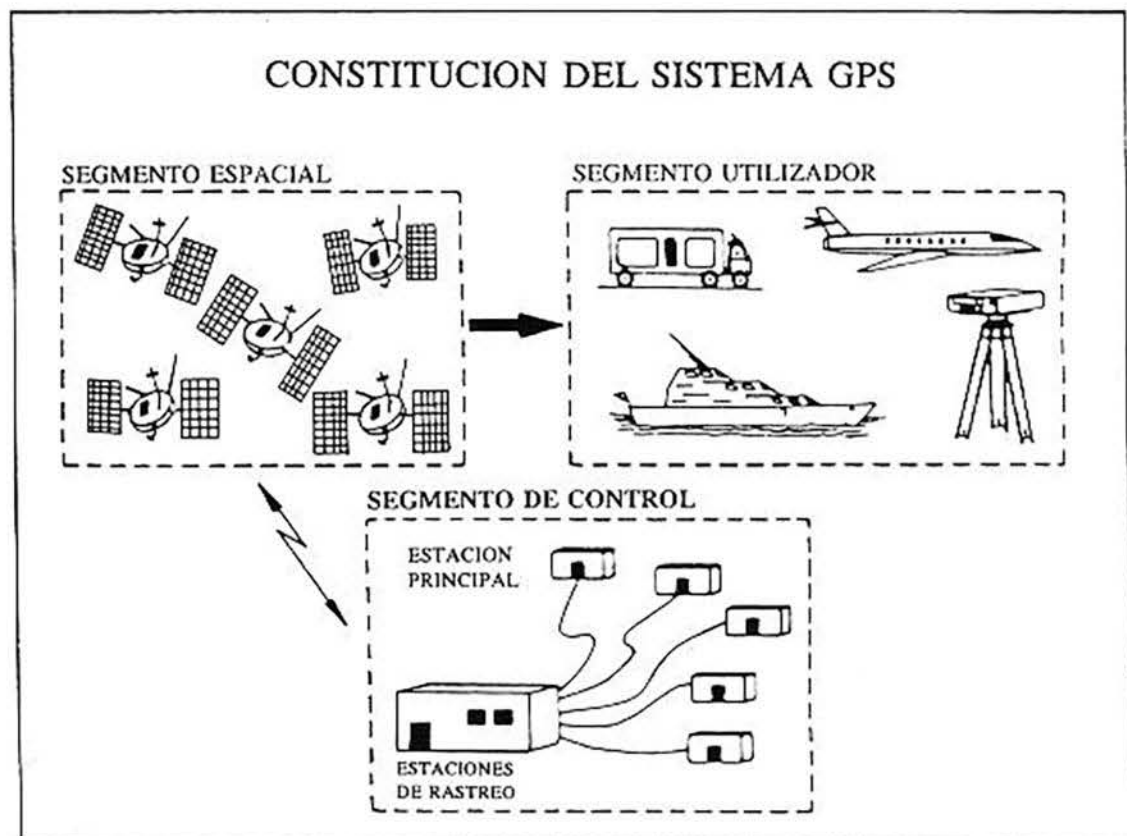 CONSTITUCION DEL SISTEMA GPS
SEGMENTO ESPACIAL
SEGMENTO UTILIZADOR
SEGMENTO DE CONTROL
ESTACION
PRINCIPAL
ESTACIONES
DE RASTREO